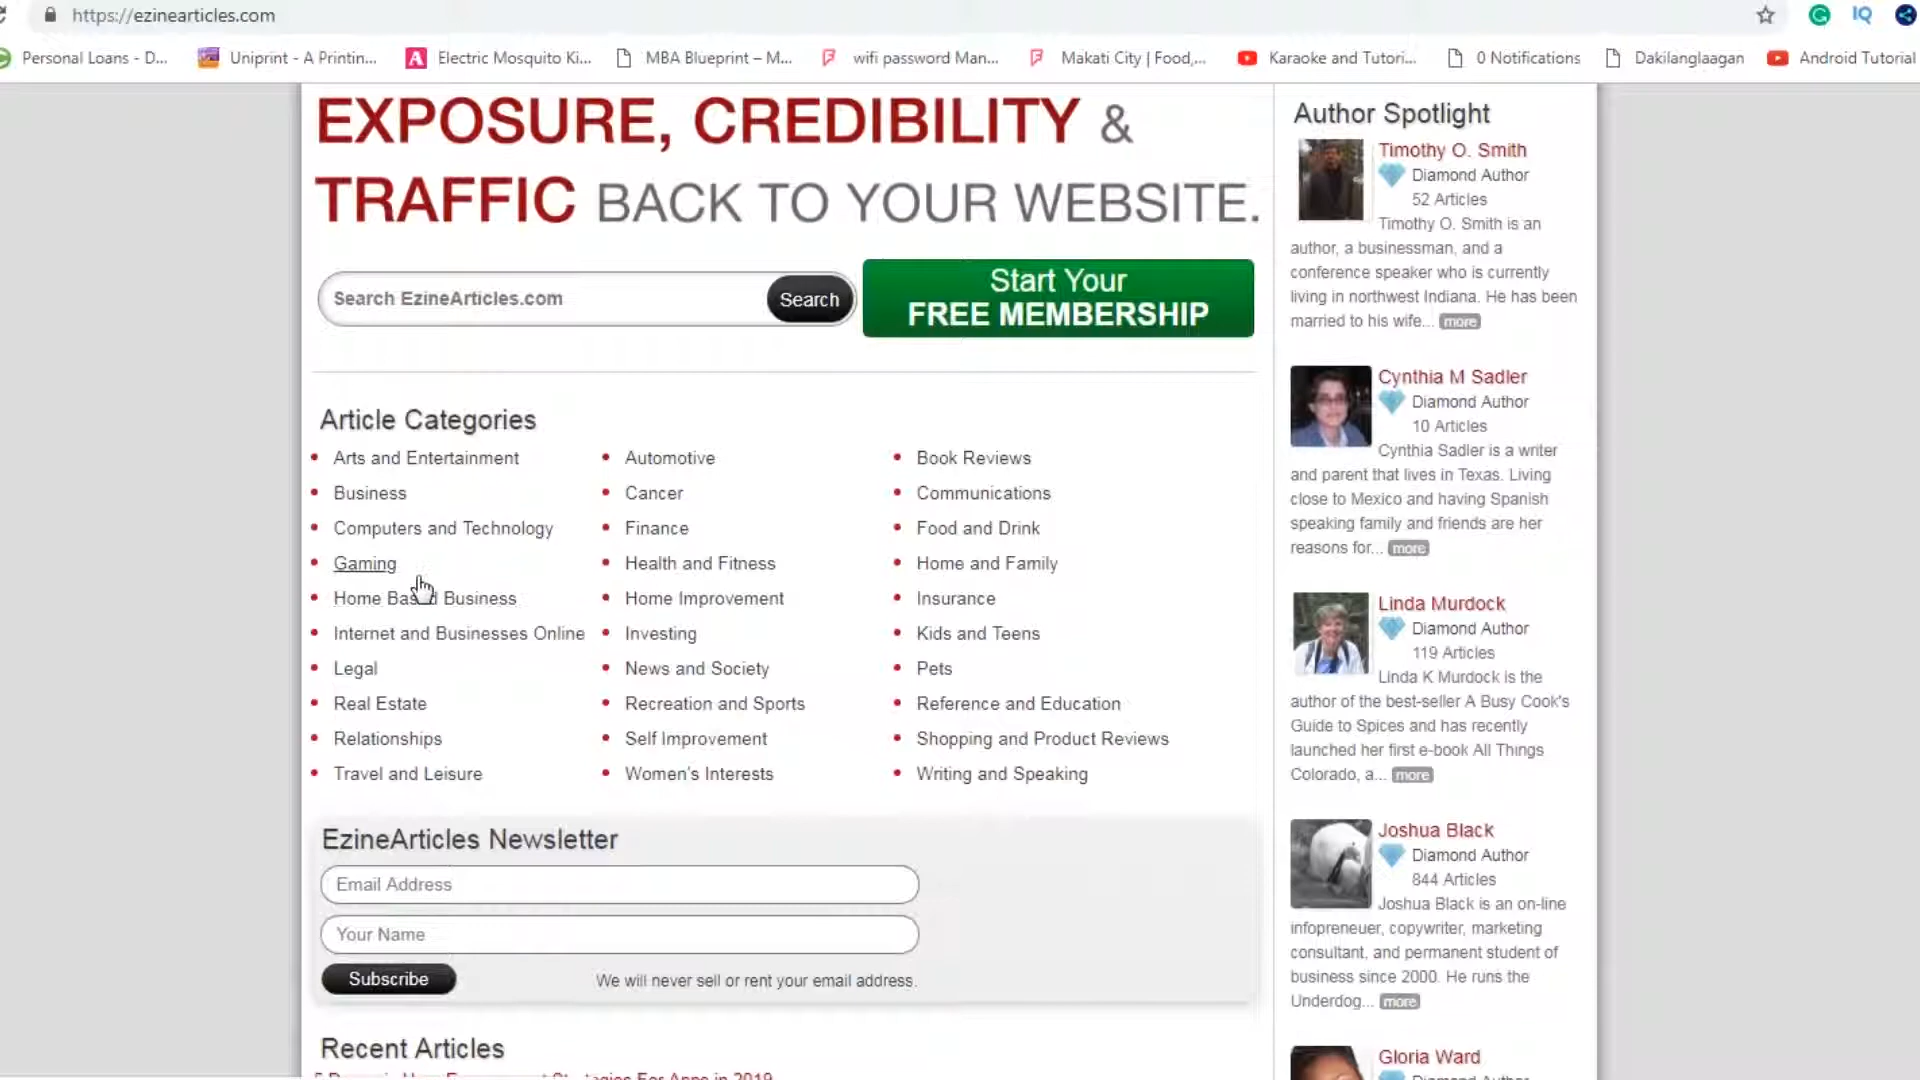 https://ezinearticles.com
Personal Loans - D...
Uniprint - A Printin...
Electric Mosquito Ki...
MBA Blueprint – M...
wifi password Man...
Makati City | Food,...
Karaoke and Tutori...
0 Notifications
Dakilanglaagan
Android Tutorial
EXPOSURE, CREDIBILITY &
TRAFFIC BACK TO YOUR WEBSITE.
Search EzineArticles.com
Search
Start Your
FREE MEMBERSHIP
Article Categories
Arts and Entertainment
Business
Computers and Technology
Gaming
Home Based Business
Internet and Businesses Online
Legal
Real Estate
Relationships
Travel and Leisure
Automotive
Cancer
Finance
Health and Fitness
Home Improvement
Investing
News and Society
Recreation and Sports
Self Improvement
Women's Interests
Book Reviews
Communications
Food and Drink
Home and Family
Insurance
Kids and Teens
Pets
Reference and Education
Shopping and Product Reviews
Writing and Speaking
EzineArticles Newsletter
Email Address
Your Name
Subscribe
We will never sell or rent your email address.
Recent Articles
For Apps in 2019
Author Spotlight
Timothy O. Smith
Diamond Author
52 Articles
Timothy O. Smith is an
author, a businessman, and a
conference speaker who is currently
living in northwest Indiana. He has been
married to his wife... more
Cynthia M Sadler
Diamond Author
10 Articles
Cynthia Sadler is a writer
and parent that lives in Texas. Living
close to Mexico and having Spanish
speaking family and friends are her
reasons for... more
Linda Murdock
Diamond Author
119 Articles
Linda K Murdock is the
author of the best-seller A Busy Cook's
Guide to Spices and has recently
launched her first e-book All Things
Colorado, a... more
Joshua Black
Diamond Author
844 Articles
Joshua Black is an on-line
infopreneuer, copywriter, marketing
consultant, and permanent student of
business since 2000. He runs the
Underdog... more
Gloria Ward
Diamond Author